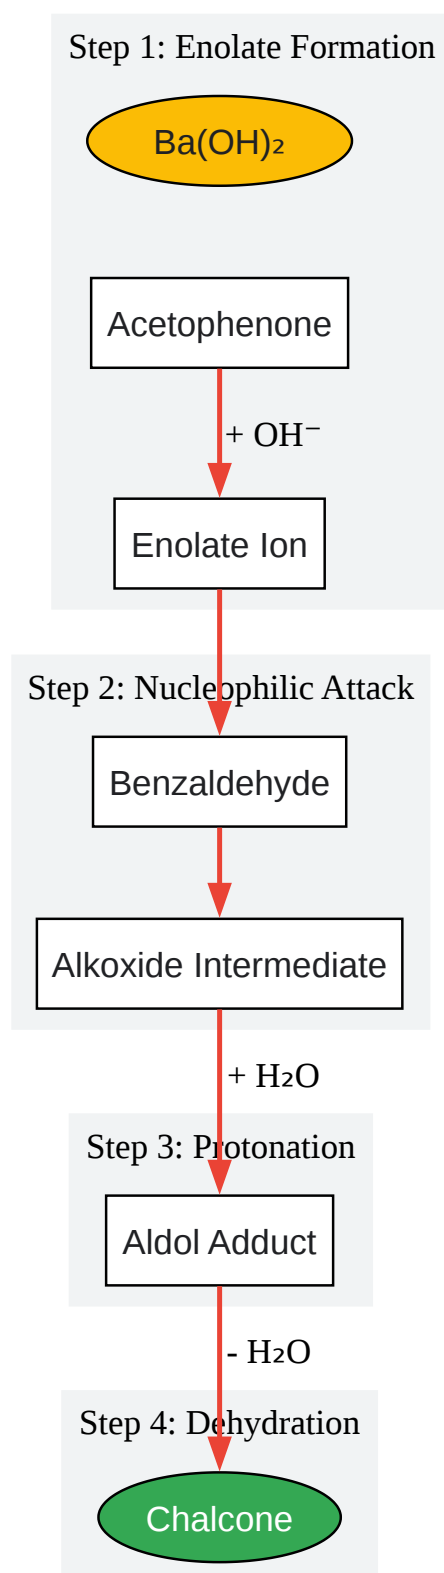 Step 1: Enolate Formation
Ba(OH)₂
Acetophenone
+ OH⁻
Enolate Ion
Step 2: Nucleophilic Attack
Benzaldehyde
Alkoxide Intermediate
+ H₂O
Step 3: Protonation
Aldol Adduct
- H₂O
Step 4: Dehydration
Chalcone